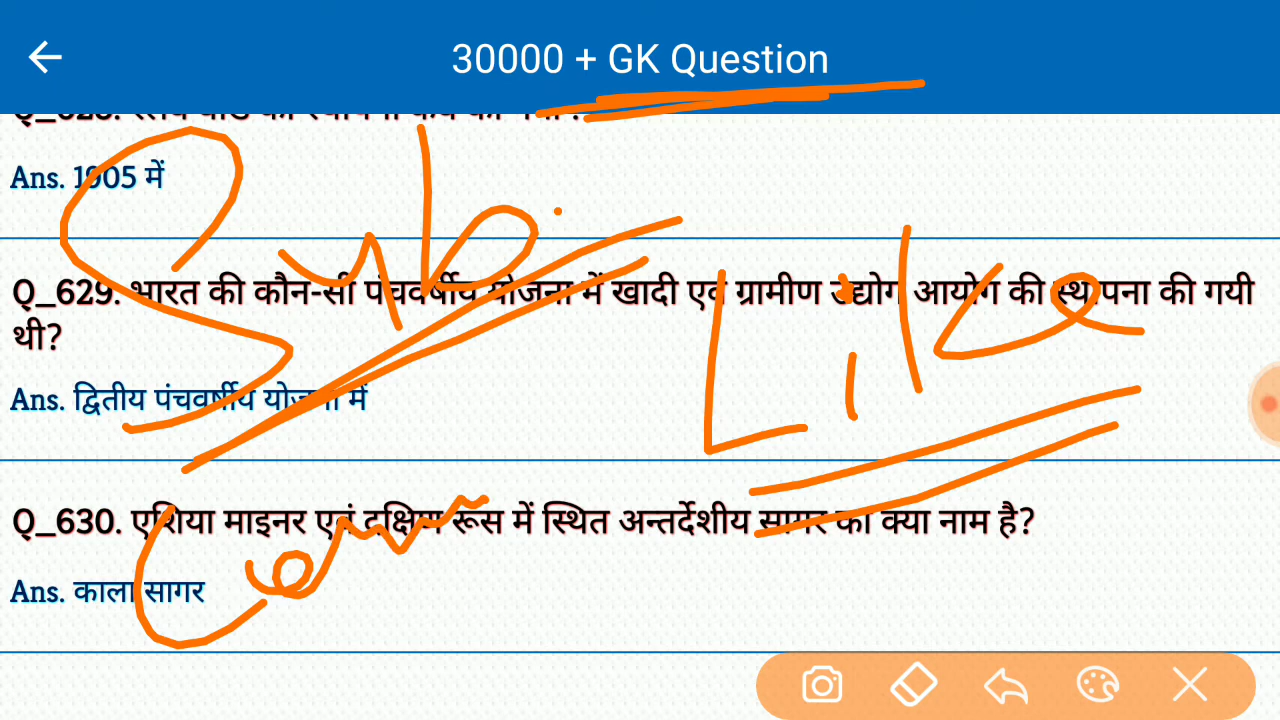 30000 + GK Question
Ans. 1905 में
Sub.
Like
Q_629. भारत की कौन-सी पंचवर्षीय योजना में खादी एवं ग्रामीण उद्योग आयोग की स्थापना की गयी
थी?
Ans. द्वितीय पंचवर्षीय योजना में
Q_630. एशिया माइनर एवं दक्षिण रूस में स्थित अन्तर्देशीय सागर का क्या नाम है?
Com
Ans. काला सागर